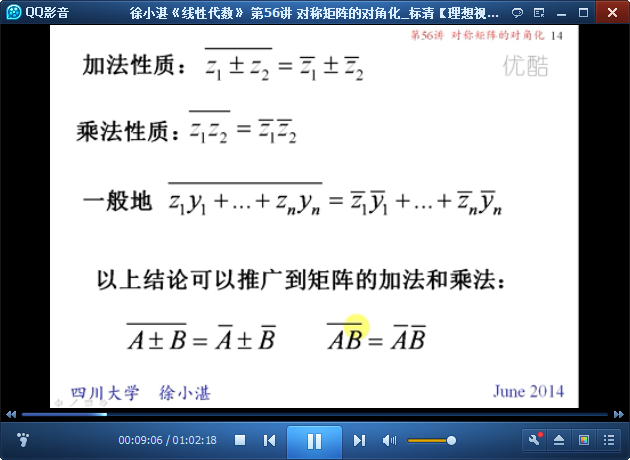 QQ影音
徐小湛《线性代数》 第56讲 对称矩阵的对角化_标清【理想视...
第56讲 对称矩阵的对角化 14
优酷
加法性质: \overline{z_1 ± z_2} = \overline{z}_1 ± \overline{z}_2
乘法性质: \overline{z_1 z_2} = \overline{z}_1 \overline{z}_2
一般地 \overline{z_1 y_1 + ... + z_n y_n} = \overline{z}_1 \overline{y}_1 + ... + \overline{z}_n \overline{y}_n
以上结论可以推广到矩阵的加法和乘法:
\overline{A ± B} = \overline{A} ± \overline{B} \overline{AB} = \overline{A} \overline{B}
四川大学 徐小湛 June 2014
00:09:06 / 01:02:18